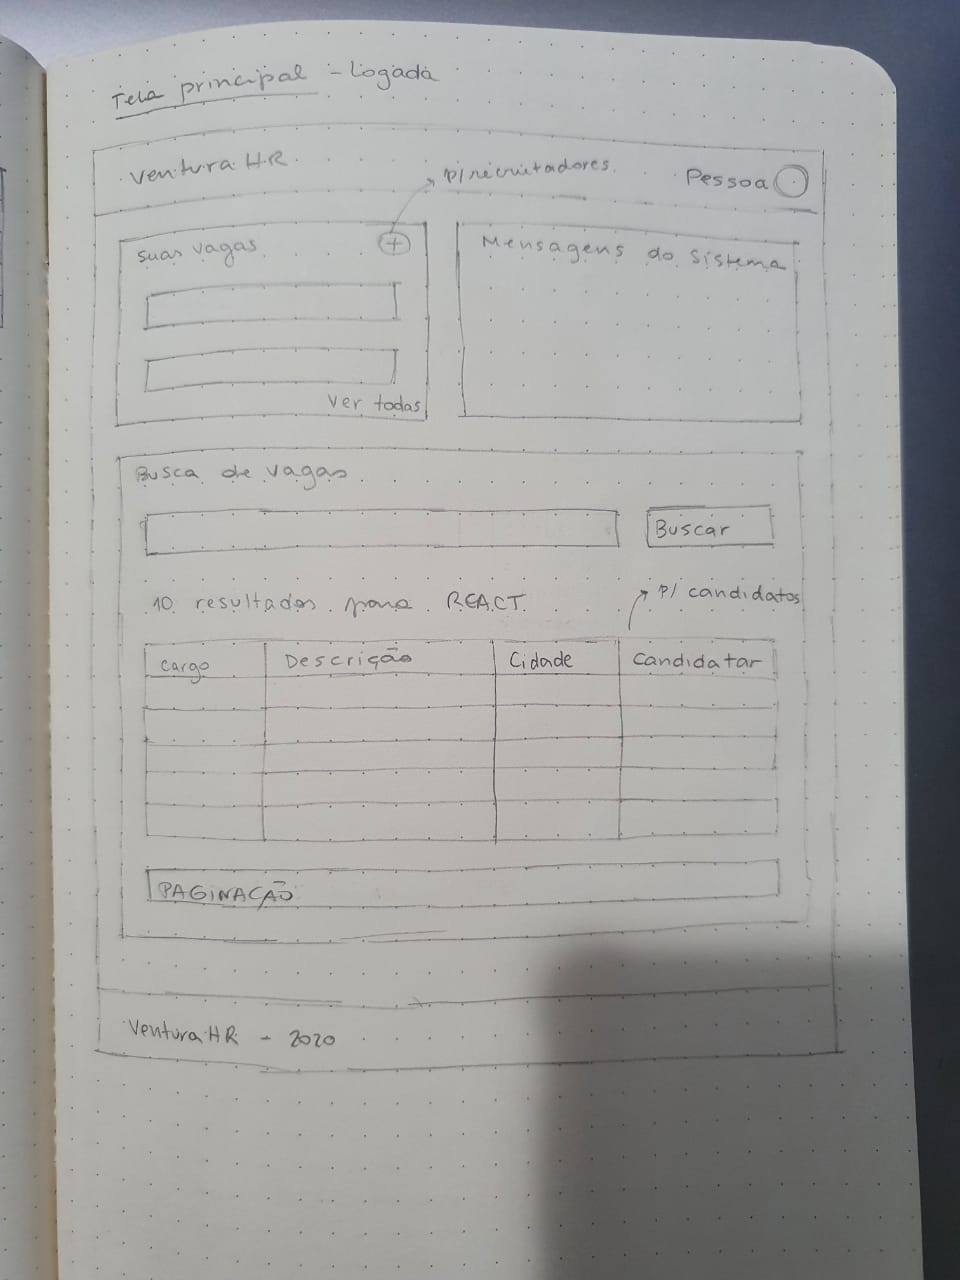 Tela principal - Logada
Ventura HR
p/ recrutadores
Pessoa
suas vagas
+
Mensagens do Sistema
Ver todas
Busca de vagas
Buscar
10 resultados para REACT
p/ candidatos
Cargo
Descrição
Cidade
Candidatar
PAGINAÇÃO
Ventura HR - 2020